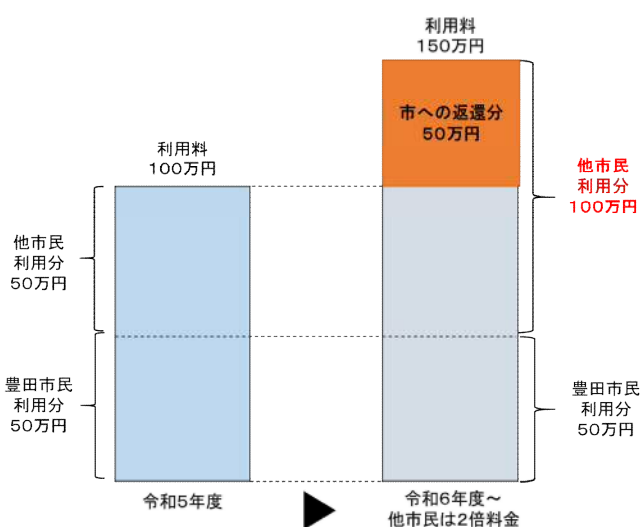 利用料
150万円
市への返還分
50万円
利用料
100万円
他市民
利用分
100万円
他市民
利用分
50万円
豊田市民
利用分
50万円
豊田市民
利用分
50万円
令和5年度
令和6年度～
他市民は2倍料金